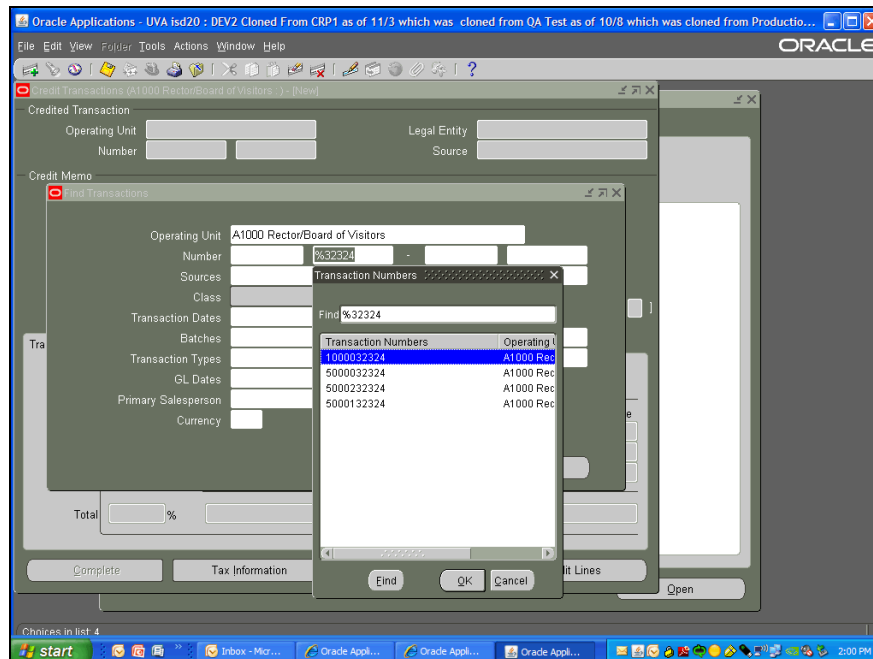 Oracle Applications - UVA isd20 : DEV2 Cloned From CRP1 as of 11/3 which was cloned from QA Test as of 10/8 which was cloned from Productio...
File Edit View Folder Tools Actions Window Help
ORACLE
Credit Transactions (A1000 Rector/Board of Visitors : ) - [New]
Credited Transaction
Operating Unit
Legal Entity
Number
Source
Credit Memo
Find Transactions
Operating Unit A1000 Rector/Board of Visitors
Number %32324 -
Sources
Class
Transaction Dates
Batches
Transaction Types
GL Dates
Primary Salesperson
Currency
Transaction Numbers
Find %32324
Transaction Numbers Operating U
1000032324 A1000 Rec
5000032324 A1000 Rec
5000232324 A1000 Rec
5000132324 A1000 Rec
Find OK Cancel
]
Tra
e
Total %
Complete Tax Information dit Lines
Open
Choices in list: 4
start Inbox - Micr... Oracle Appli... Oracle Appli... Oracle Appli... 2:00 PM